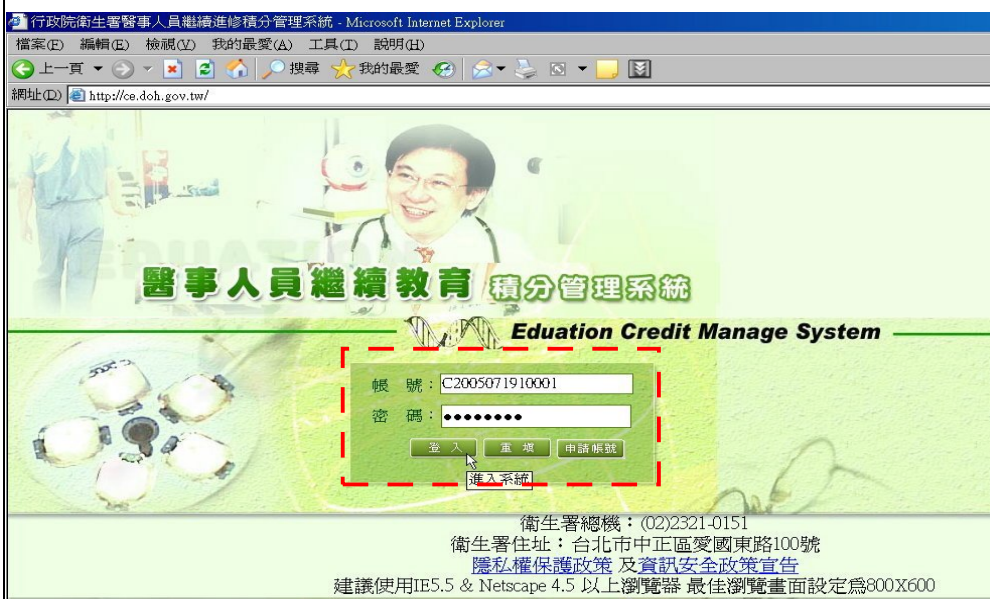 行政院衛生署醫事人員繼續進修積分管理系統 - Microsoft Internet Explorer
檔案(F) 編輯(E) 檢視(V) 我的最愛(A) 工具(T) 說明(H)
上一頁 搜尋 我的最愛
網址(D) http://ce.doh.gov.tw/
EDUATION
醫事人員繼續教育 積分管理系統
Eduation Credit Manage System
帳 號：C2005071910001
密 碼：●●●●●●●●
登 入 重 填 申請帳號
進入系統
衛生署總機：(02)2321-0151
衛生署住址：台北市中正區愛國東路100號
隱私權保護政策 及資訊安全政策宣告
建議使用IE5.5 & Netscape 4.5 以上瀏覽器 最佳瀏覽畫面設定為800X600